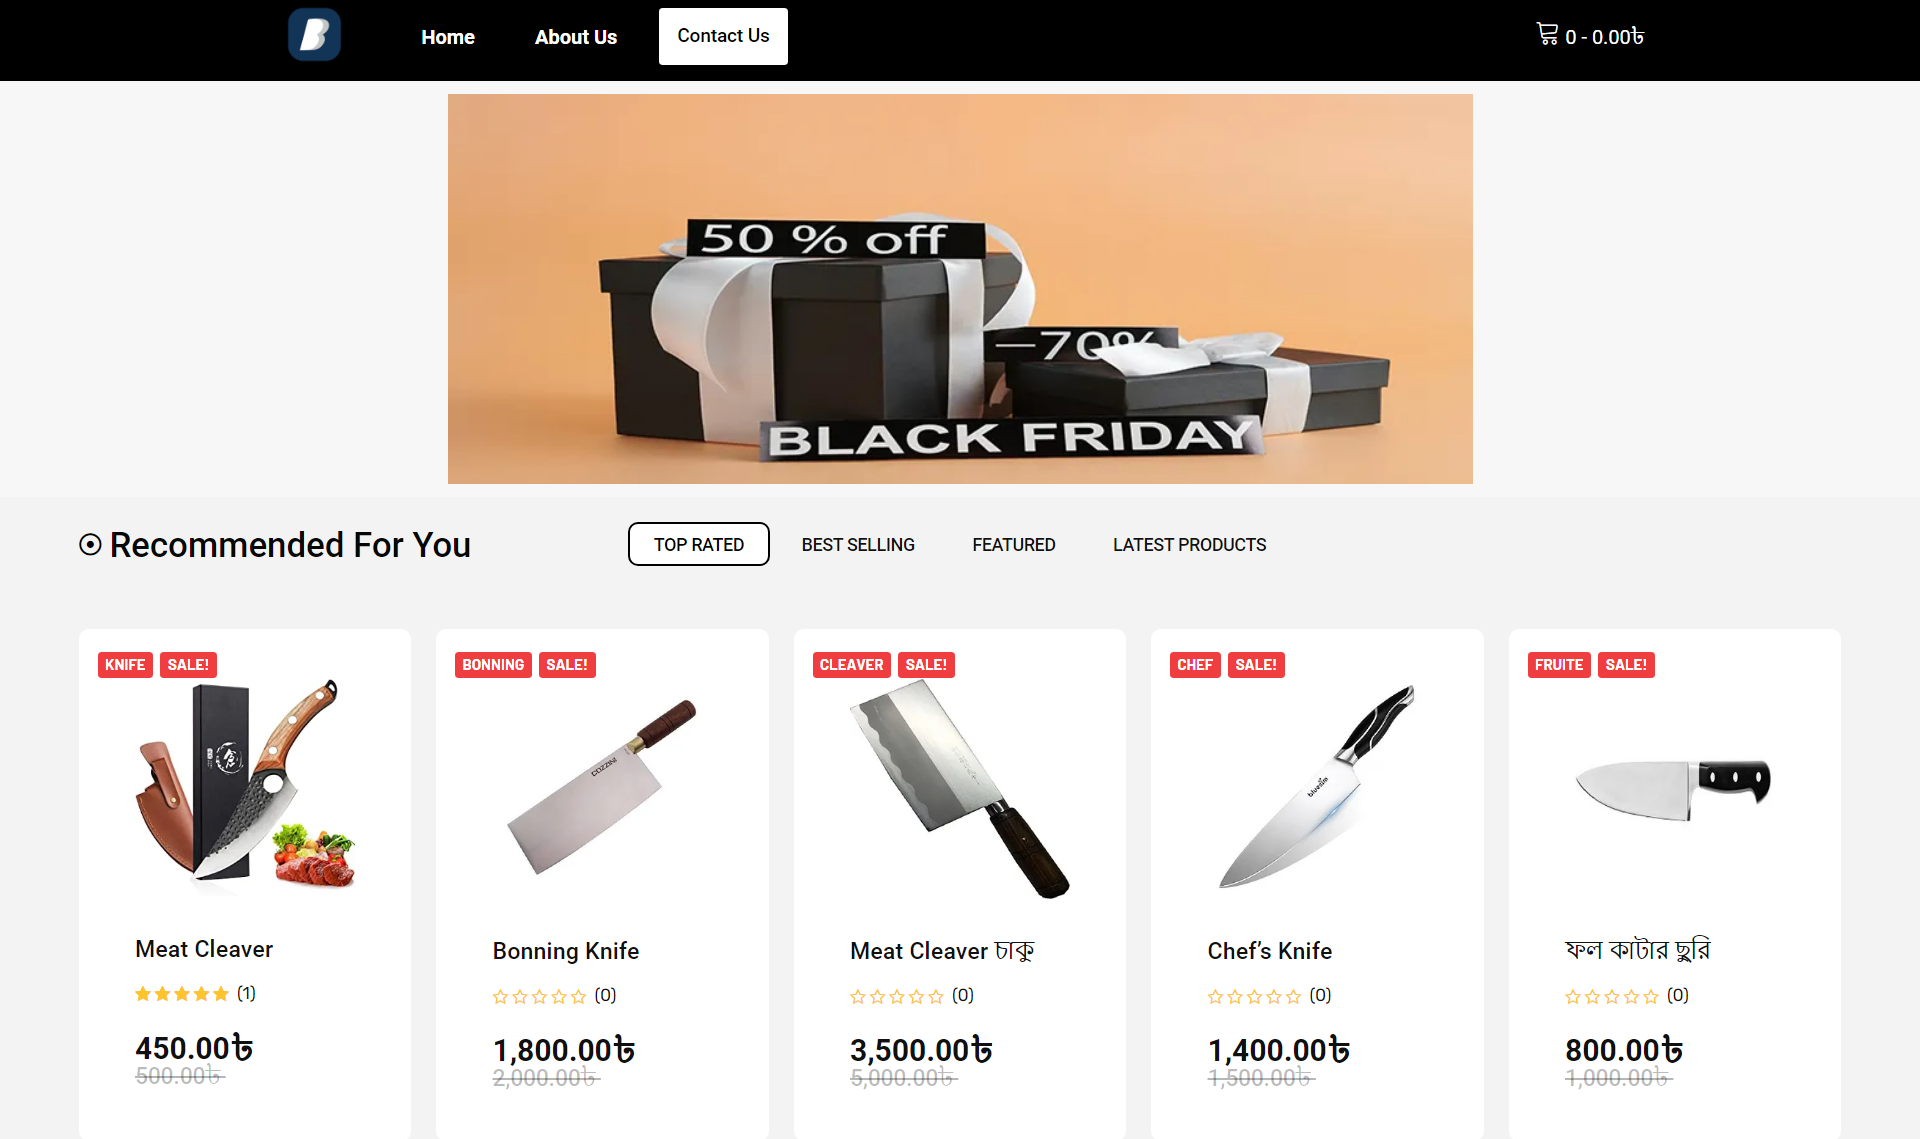 B
Home
About Us
Contact Us
0 - 0.00৳
50 % off
—70%
BLACK FRIDAY
Recommended For You
TOP RATED
BEST SELLING
FEATURED
LATEST PRODUCTS
KNIFE SALE!
BONNING SALE!
CLEAVER SALE!
CHEF SALE!
FRUITE SALE!
COZZINI
Meat Cleaver
(1)
450.00৳
500.00৳
Bonning Knife
(0)
1,800.00৳
2,000.00৳
Meat Cleaver চাকু
(0)
3,500.00৳
5,000.00৳
Chef’s Knife
(0)
1,400.00৳
1,500.00৳
ফল কাটার ছুরি
(0)
800.00৳
1,000.00৳